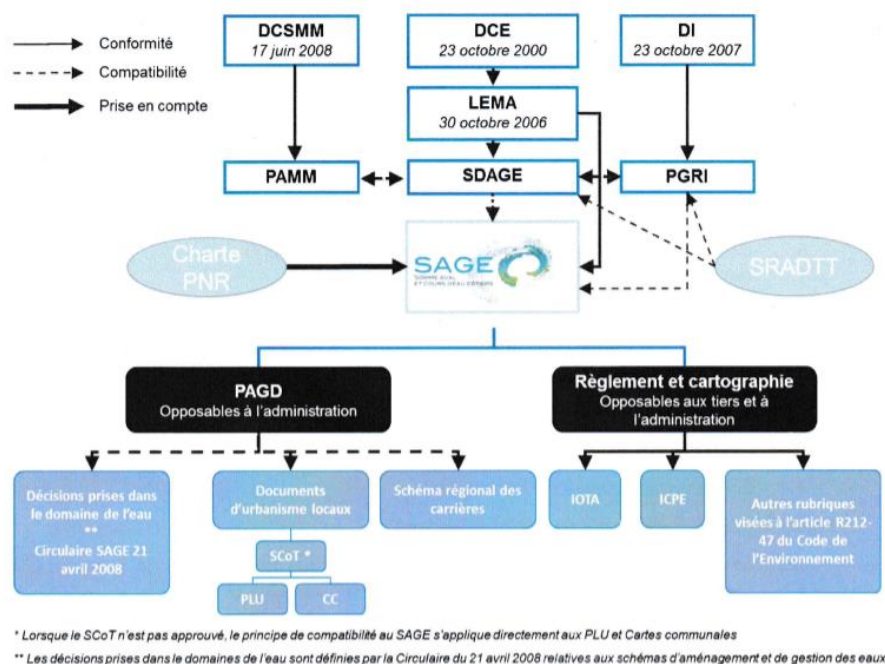 DCSMM
17 juin 2008
DCE
23 octobre 2000
DI
23 octobre 2007
Conformité
Compatibilité
Prise en compte
LEMA
30 octobre 2006
PAMM
SDAGE
PGRI
Charte
PNR
SAGE
SOMME AVAL
ET COURS D'EAU CÔTIERS
SRADTT
PAGD
Opposables à l'administration
Règlement et cartographie
Opposables aux tiers et à
l'administration
Décisions prises dans
le domaine de l'eau
**
Circulaire SAGE 21
avril 2008
Documents
d'urbanisme locaux
Schéma régional des
carrières
IOTA
ICPE
Autres rubriques
visées à l'article R212-
47 du Code de
l'Environnement
SCoT *
PLU
CC
* Lorsque le SCoT n'est pas approuvé, le principe de compatibilité au SAGE s'applique directement aux PLU et Cartes communales
** Les décisions prises dans le domaines de l'eau sont définies par la Circulaire du 21 avril 2008 relatives aux schémas d'aménagement et de gestion des eaux